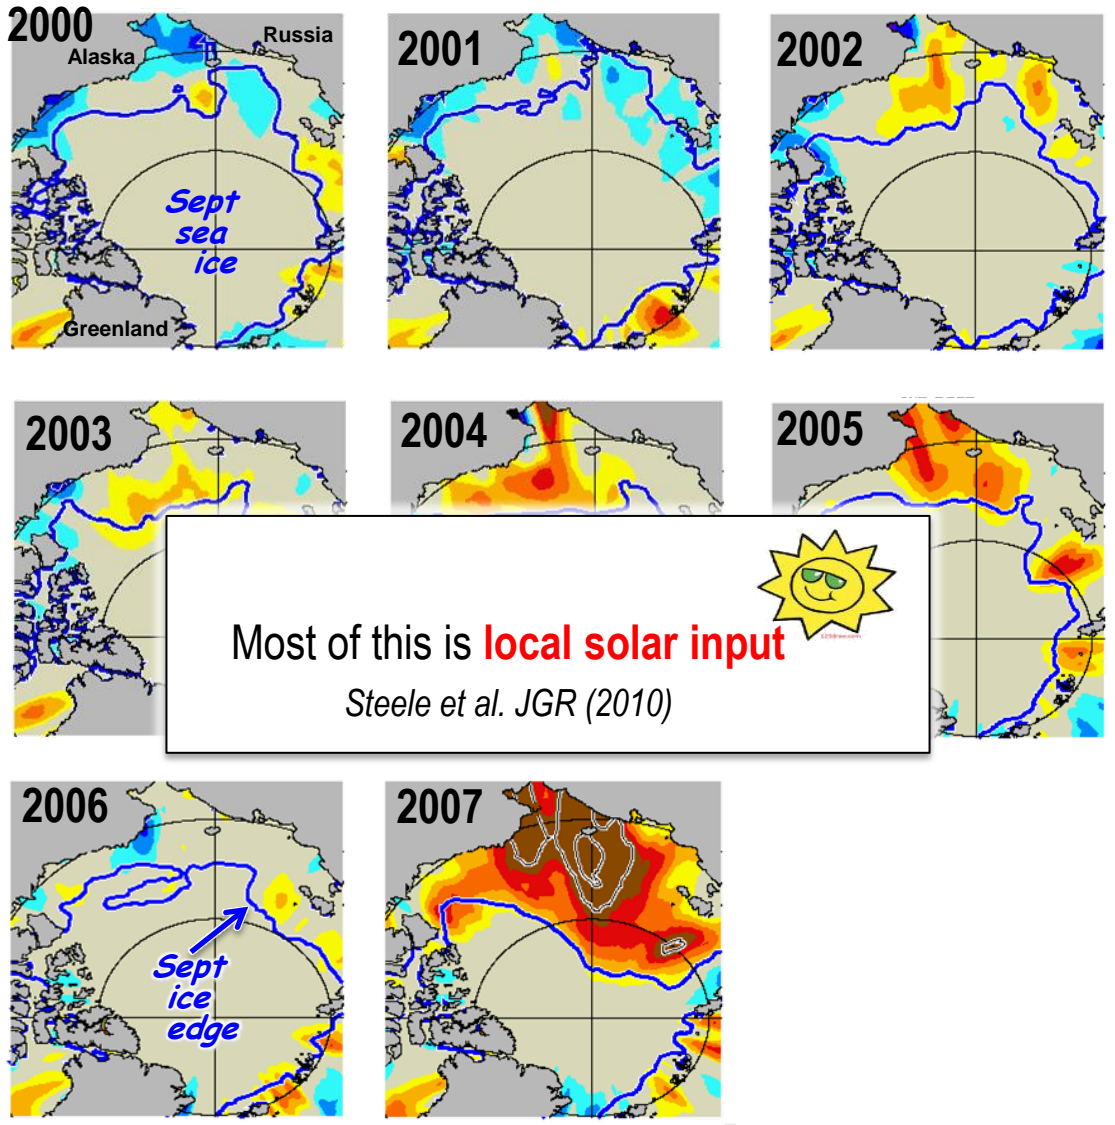 2000
Alaska
Russia
2001
2002
Sept
sea
ice
Greenland
2003
2004
2005
Most of this is local solar input
Steele et al. JGR (2010)
2006
2007
Sept
ice
edge